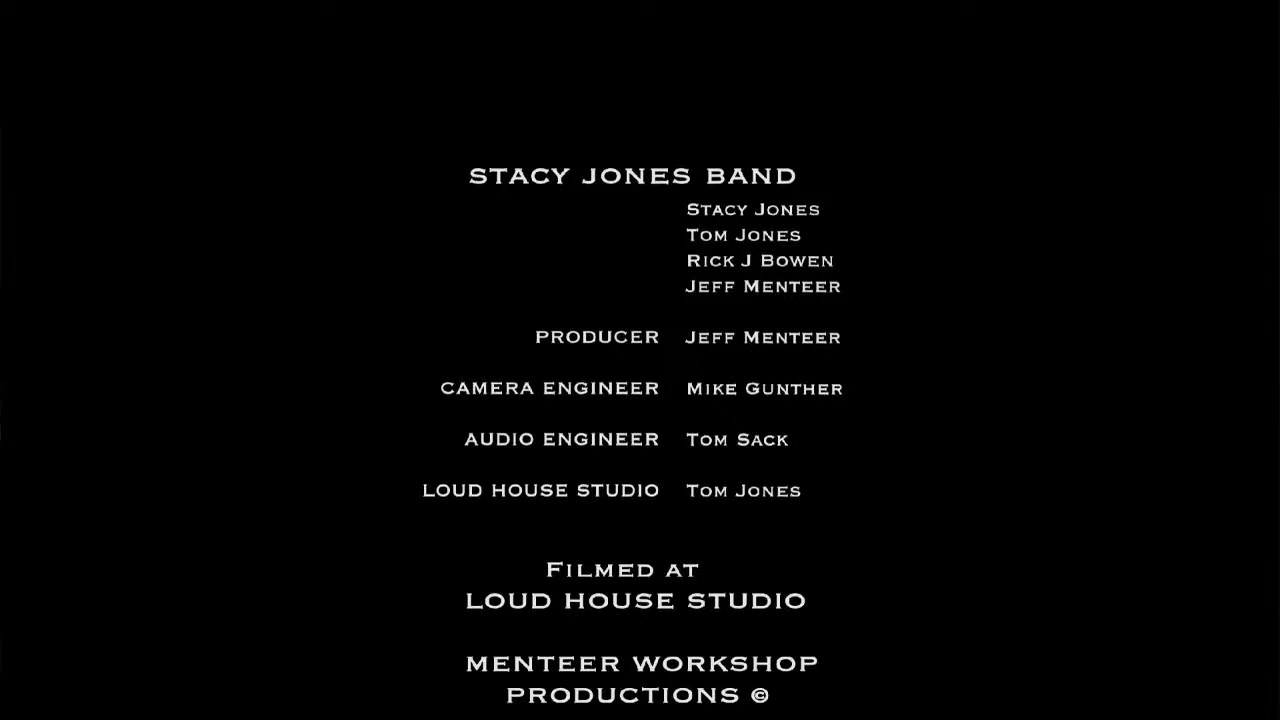 STACY JONES BAND
STACY JONES
TOM JONES
RICK J BOWEN
JEFF MENTEER
PRODUCER JEFF MENTEER
CAMERA ENGINEER MIKE GUNTHER
AUDIO ENGINEER TOM SACK
LOUD HOUSE STUDIO TOM JONES
FILMED AT
LOUD HOUSE STUDIO
MENTEER WORKSHOP
PRODUCTIONS ©